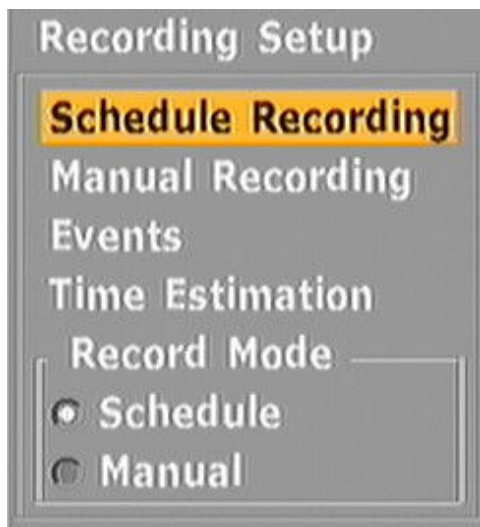 Recording Setup
Schedule Recording
Manual Recording
Events
Time Estimation
Record Mode
Schedule
Manual